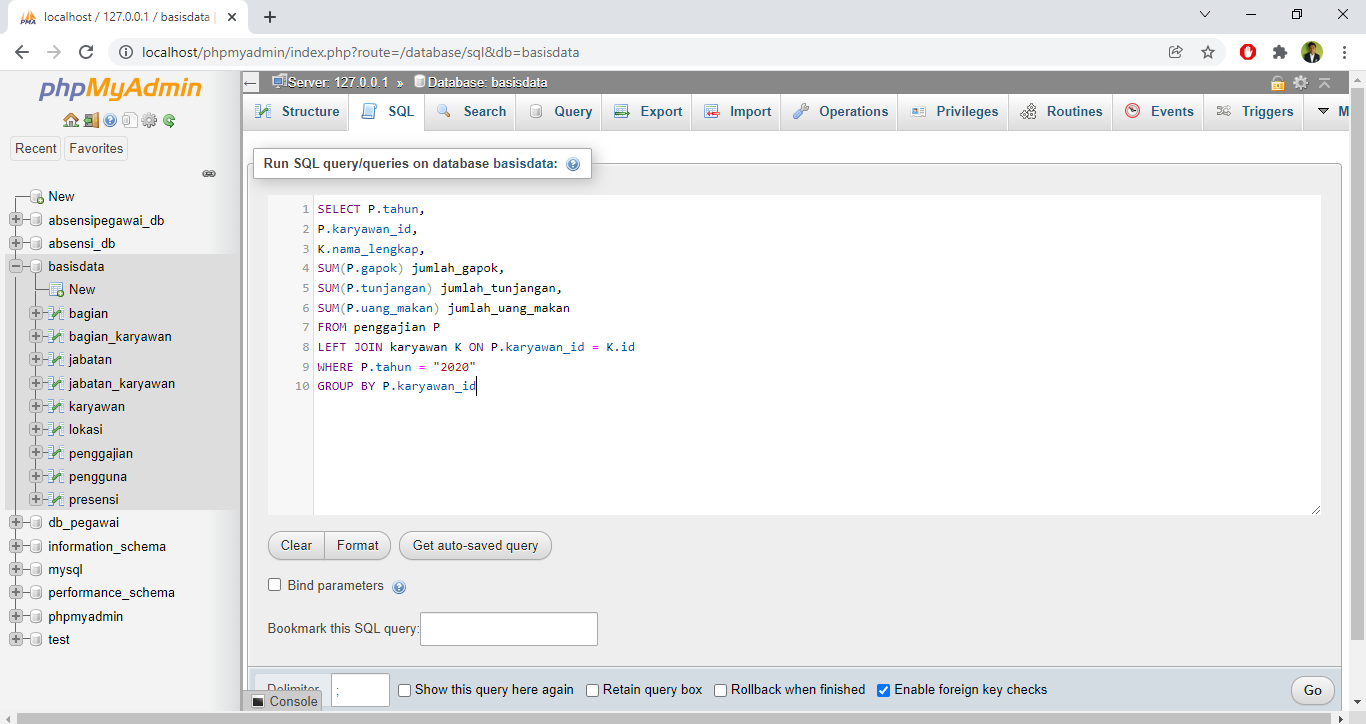 localhost / 127.0.0.1 / basisdata
localhost/phpmyadmin/index.php?route=/database/sql&db=basisdata
phpMyAdmin
Recent
Favorites
New
absensipegawai_db
absensi_db
basisdata
New
bagian
bagian_karyawan
jabatan
jabatan_karyawan
karyawan
lokasi
penggajian
pengguna
presensi
db_pegawai
information_schema
mysql
performance_schema
phpmyadmin
test
Server: 127.0.0.1 » Database: basisdata
Structure SQL Search Query Export Import Operations Privileges Routines Events Triggers M
Run SQL query/queries on database basisdata:
1 SELECT P.tahun,
2 P.karyawan_id,
3 K.nama_lengkap,
4 SUM(P.gapok) jumlah_gapok,
5 SUM(P.tunjangan) jumlah_tunjangan,
6 SUM(P.uang_makan) jumlah_uang_makan
7 FROM penggajian P
8 LEFT JOIN karyawan K ON P.karyawan_id = K.id
9 WHERE P.tahun = "2020"
10 GROUP BY P.karyawan_id
Clear Format Get auto-saved query
Bind parameters
Bookmark this SQL query:
Delimiter ; Show this query here again Retain query box Rollback when finished Enable foreign key checks Go
Console